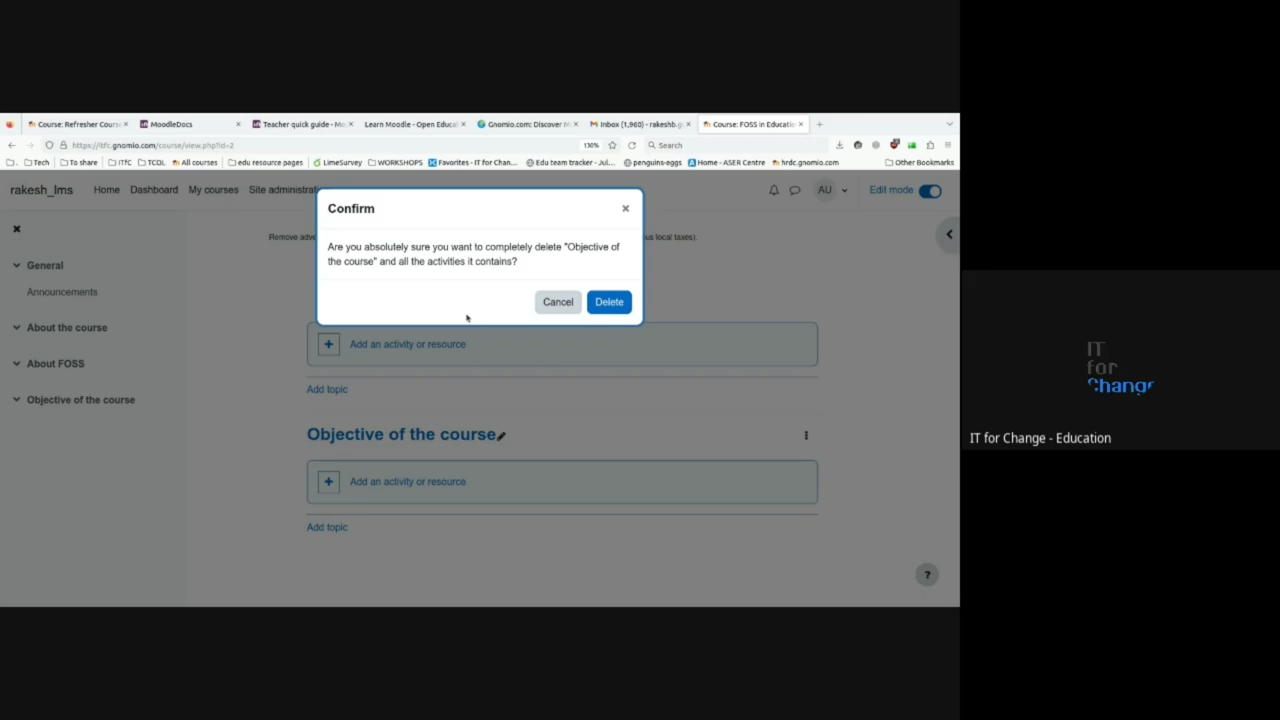 Course: Refresher Cours
MoodleDocs
Teacher quick guide - Mo
Learn Moodle - Open Educat
Gnomio.com: Discover M
Inbox (1,960) - rakeshb.g
Course: FOSS in Educatio
https://itfc.gnomio.com/course/view.php?id=2
130%
Search
Tech
To share
ITfC
TCOL
All courses
edu resource pages
LimeSurvey
WORKSHOPS
Favorites - IT for Chan...
Edu team tracker - Jul...
penguins-eggs
Home - ASER Centre
hrdc.gnomio.com
Other Bookmarks
rakesh_lms
Home
Dashboard
My courses
Site administrati
AU
Edit mode
Confirm
Are you absolutely sure you want to completely delete "Objective of
the course" and all the activities it contains?
Cancel
Delete
Remove adve
us local taxes).
General
Announcements
About the course
About FOSS
Objective of the course
Add an activity or resource
Add topic
Objective of the course
Add an activity or resource
Add topic
?
IT
for
Change
IT for Change - Education